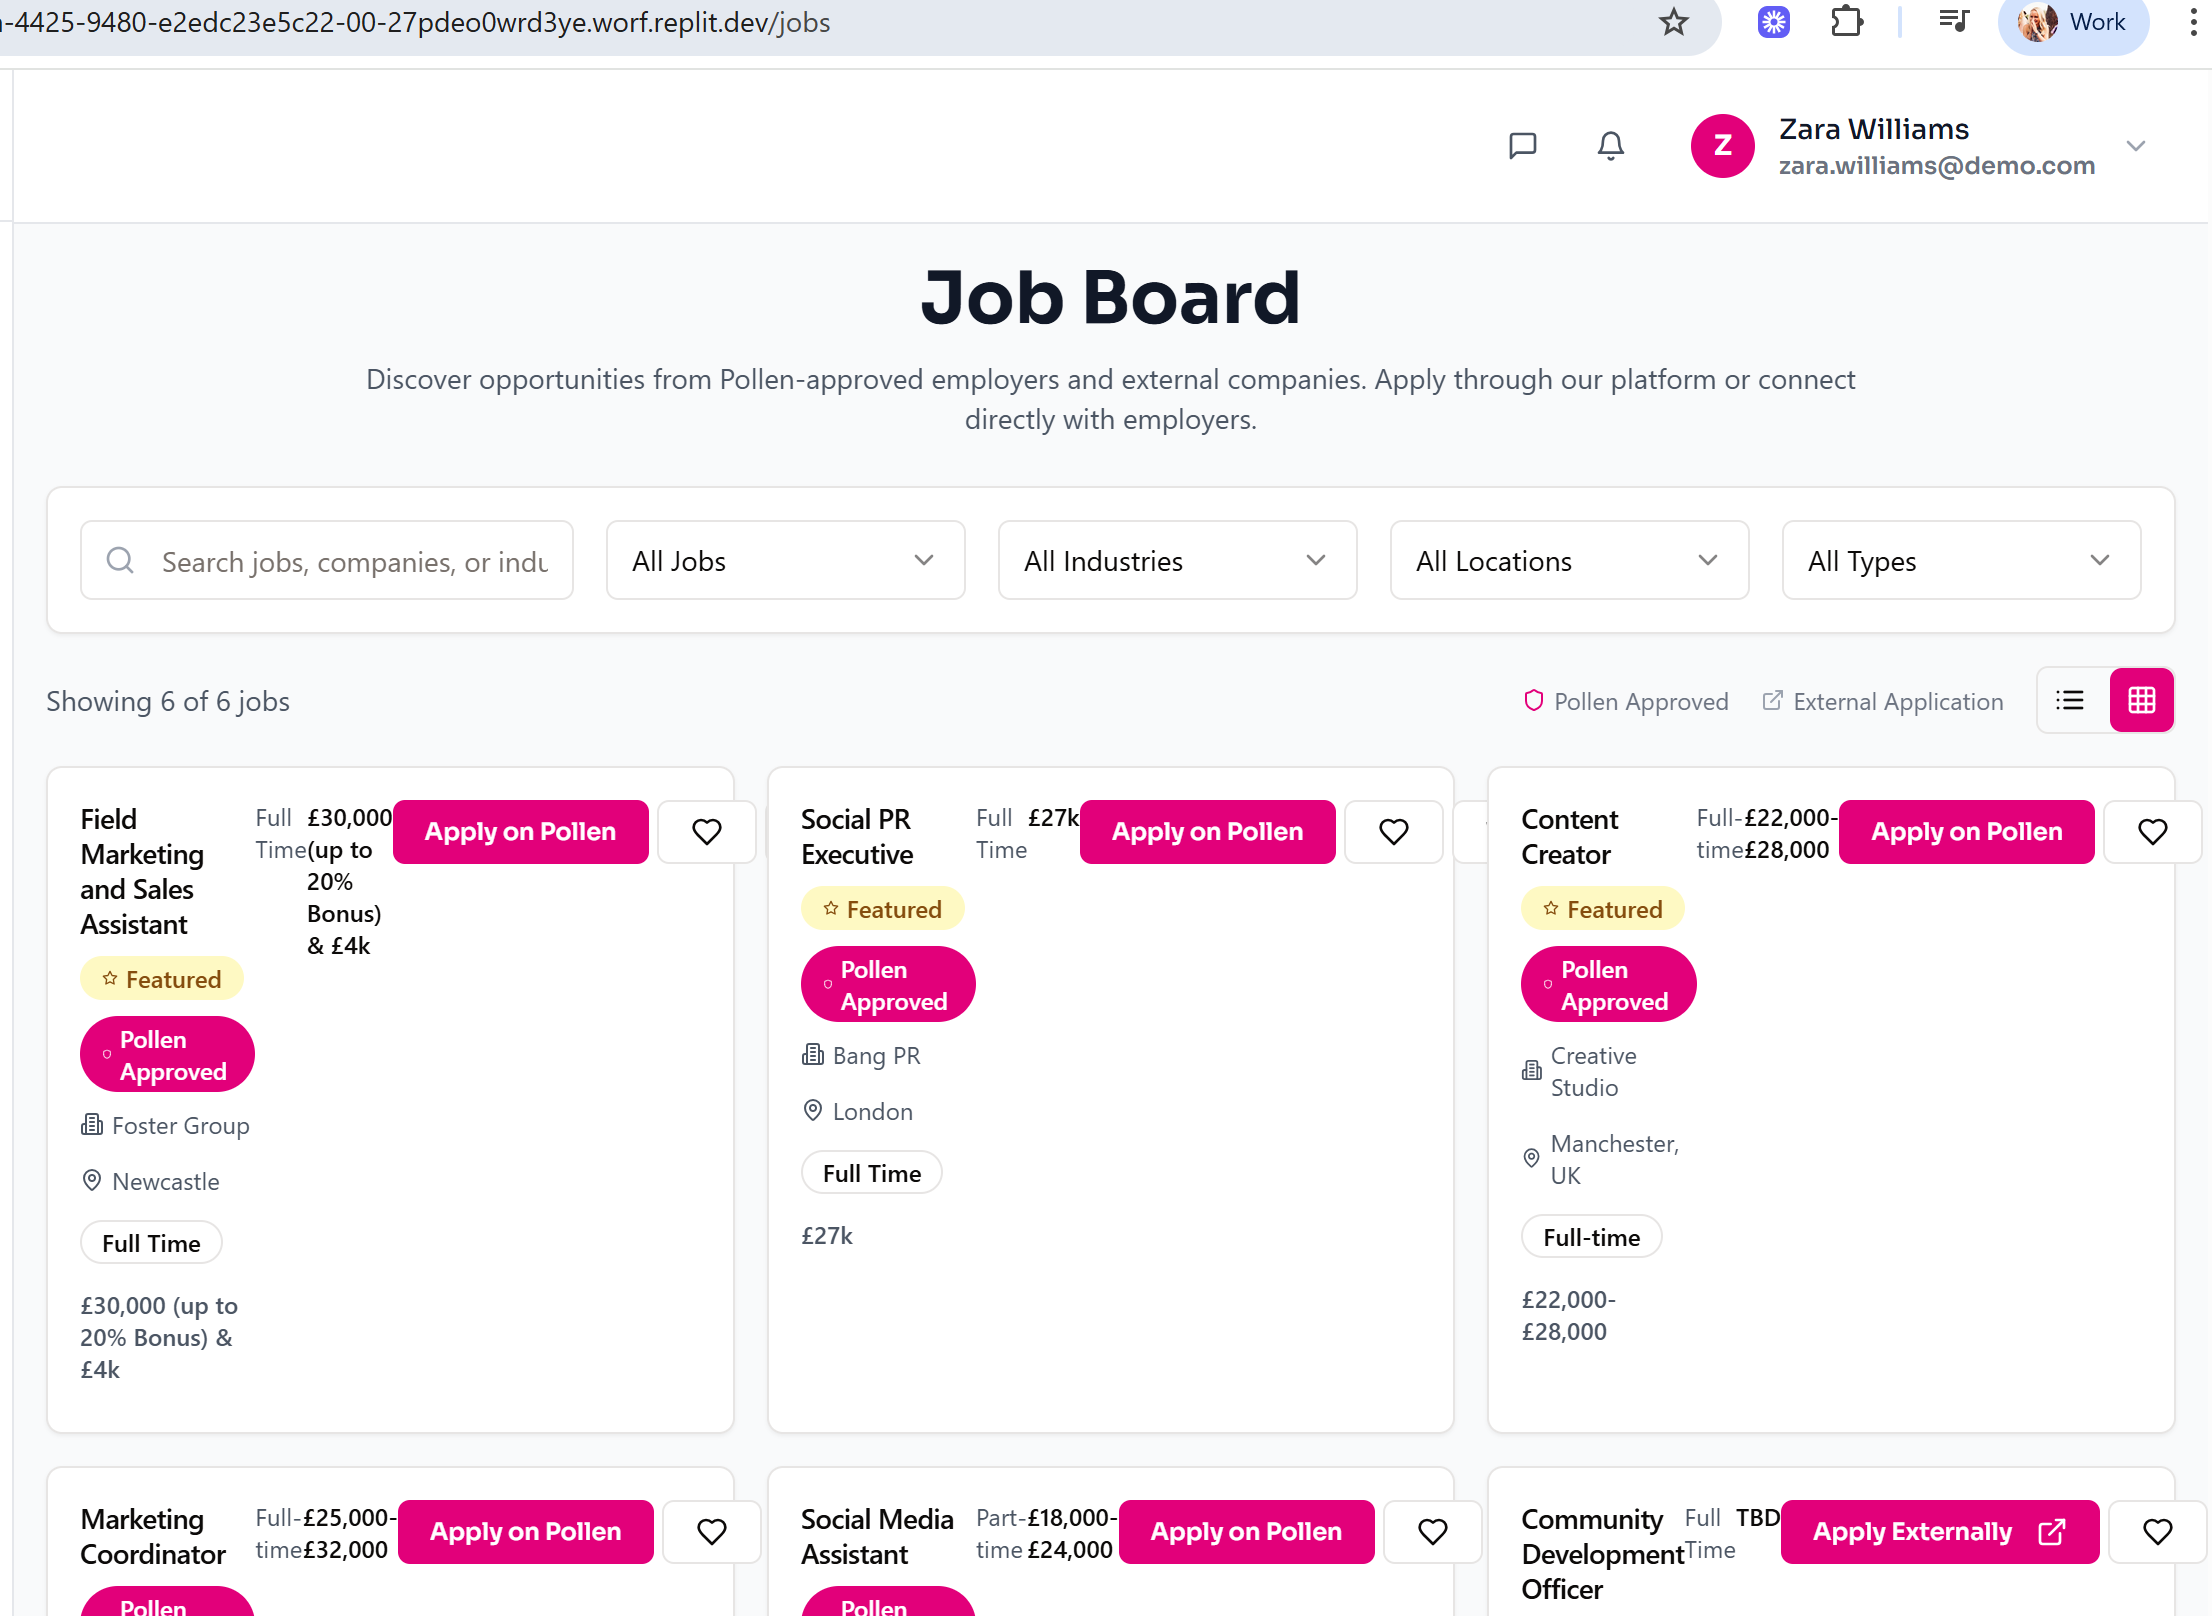 -4425-9480-e2edc23e5c22-00-27pdeo0wrd3ye.worf.replit.dev/jobs
Work
Z
Zara Williams
zara.williams@demo.com
Job Board
Discover opportunities from Pollen-approved employers and external companies. Apply through our platform or connect
directly with employers.
Search jobs, companies, or indu
All Jobs
All Industries
All Locations
All Types
Showing 6 of 6 jobs
Pollen Approved
External Application
Field
Marketing
and Sales
Assistant
Full
Time
£30,000
(up to
20%
Bonus)
& £4k
Apply on Pollen
Featured
Pollen
Approved
Foster Group
Newcastle
Full Time
£30,000 (up to
20% Bonus) &
£4k
Social PR
Executive
Full
Time
£27k
Apply on Pollen
Featured
Pollen
Approved
Bang PR
London
Full Time
£27k
Content
Creator
Full-
time
£22,000-
£28,000
Apply on Pollen
Featured
Pollen
Approved
Creative
Studio
Manchester,
UK
Full-time
£22,000-
£28,000
Marketing
Coordinator
Full-
time
£25,000-
£32,000
Apply on Pollen
Pollen
Social Media
Assistant
Part-
time
£18,000-
£24,000
Apply on Pollen
Pollen
Community
Development
Officer
Full
Time
TBD
Apply Externally